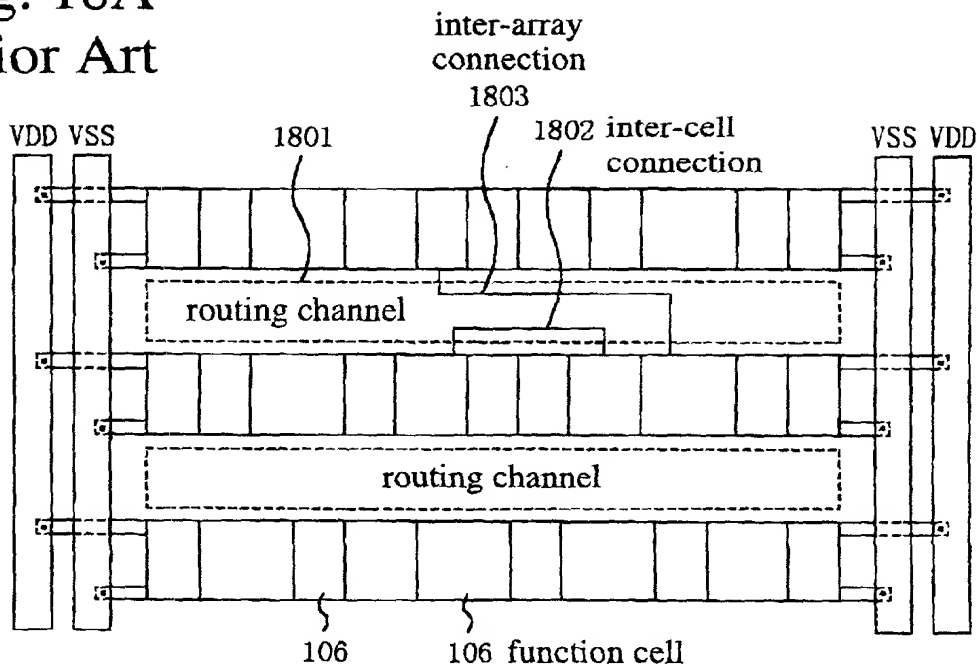 g. 18A
ior Art
inter-array
connection
1803
VDD VSS
1801
1802 inter-cell
connection
VSS VDD
routing channel
routing channel
106
106 function cell